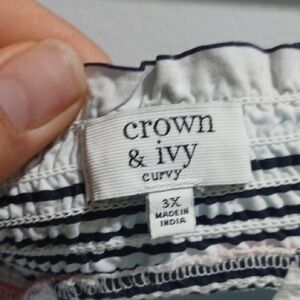 crown
& ivy
curvy
3X
MADE IN
INDIA